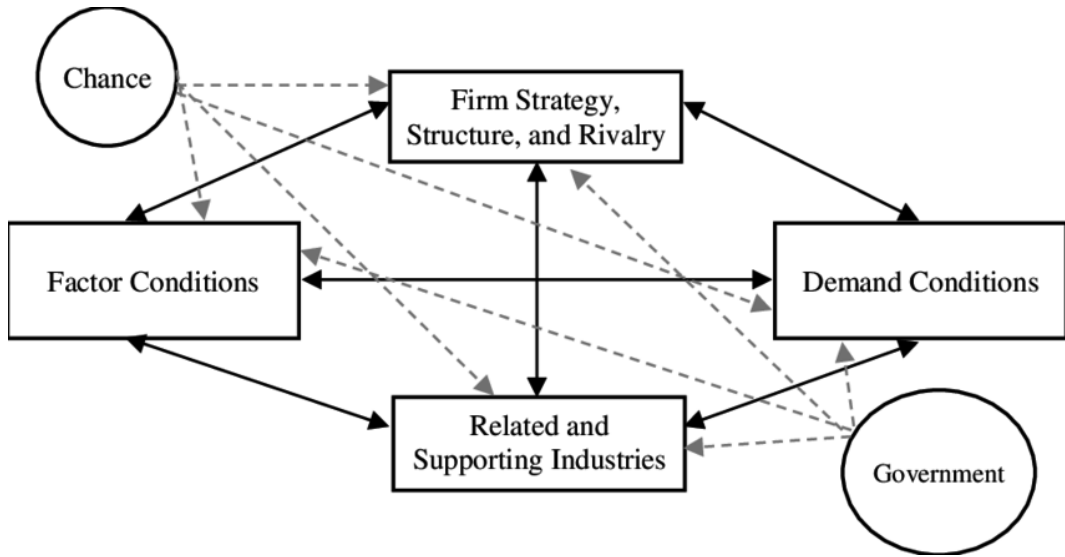 Chance
Firm Strategy,
Structure, and Rivalry
Factor Conditions
Demand Conditions
Related and
Supporting Industries
Government